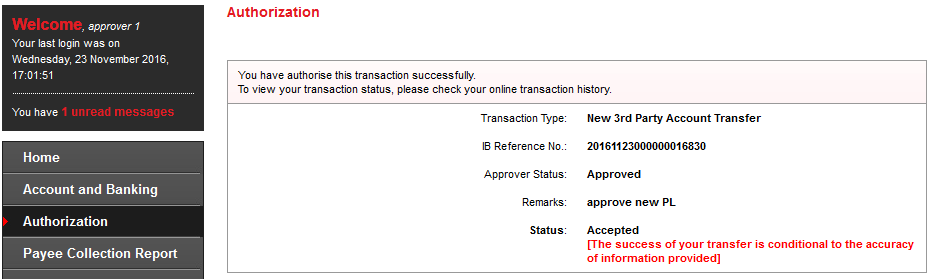 Welcome, approver 1
Your last login was on
Wednesday, 23 November 2016,
17:01:51
You have 1 unread messages
Home
Account and Banking
Authorization
Payee Collection Report
Authorization
You have authorise this transaction successfully.
To view your transaction status, please check your online transaction history.
Transaction Type: New 3rd Party Account Transfer
IB Reference No.: 20161123000000016830
Approver Status: Approved
Remarks: approve new PL
Status: Accepted
[The success of your transfer is conditional to the accuracy
of information provided]